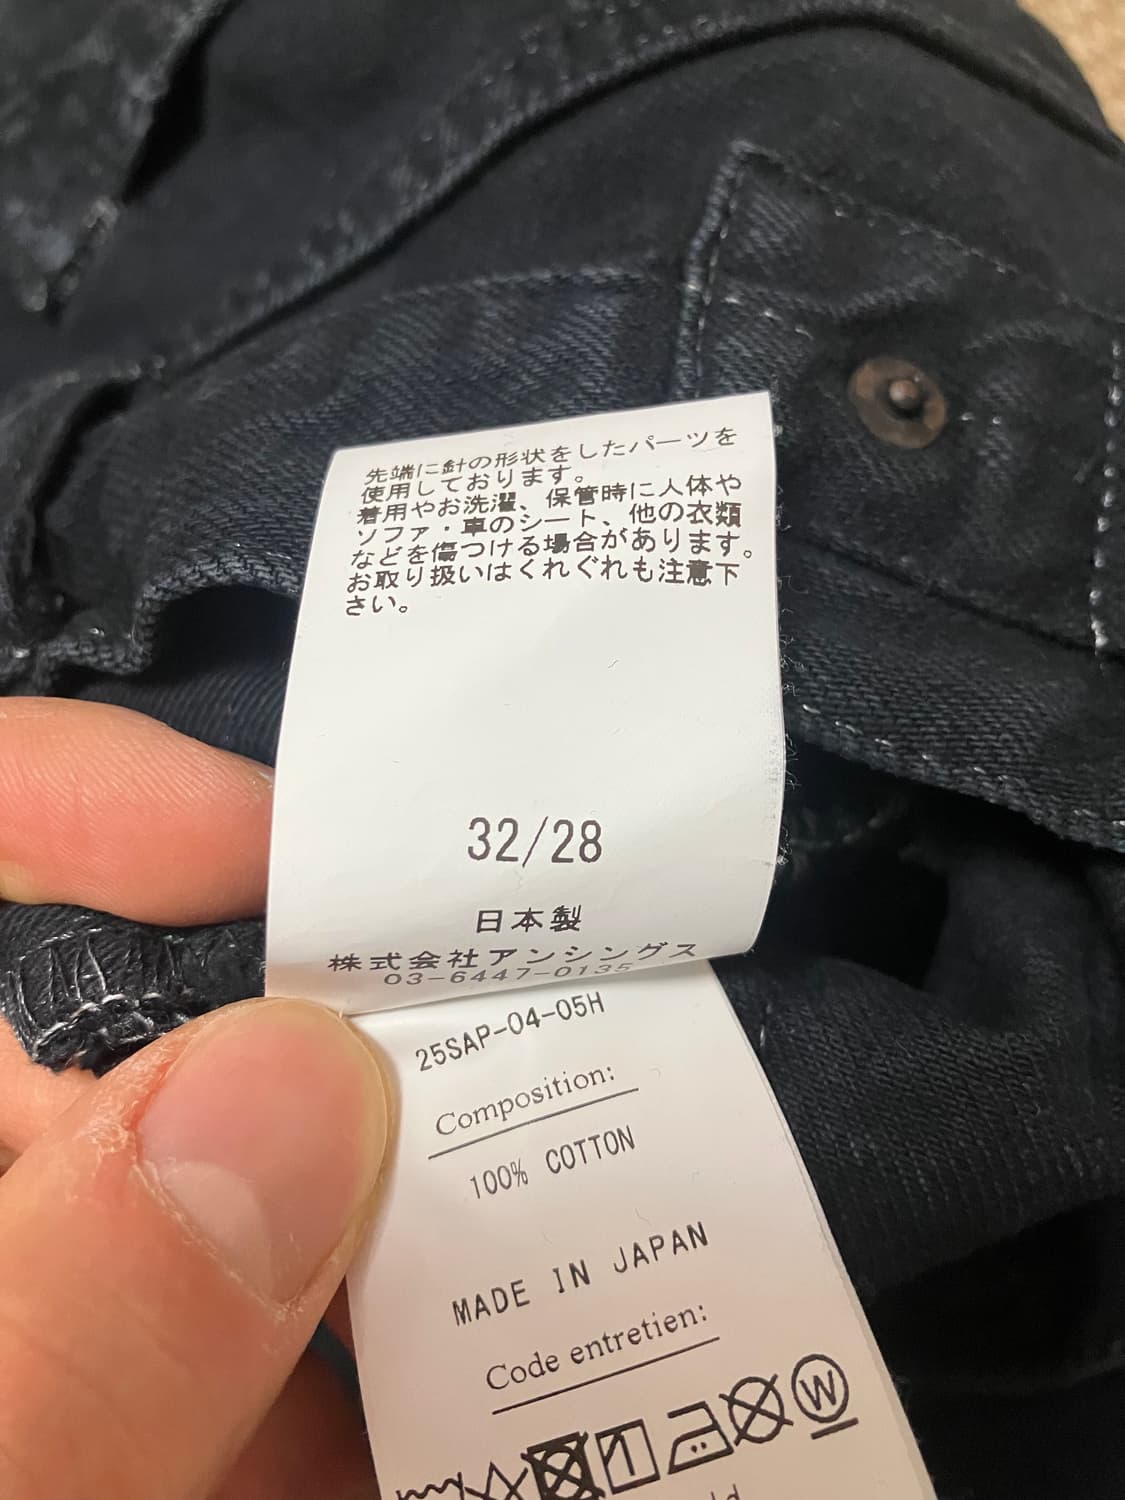 先端に針の形状をしたパーツを
使用しております。
着用やお洗濯、保管時に人体や
ソファ・車のシート、他の衣類
などを傷つける場合があります。
お取り扱いはくれぐれも注意下
さい。
32/28
日本製
株式会社アンシングス
03-6447-0135
25SAP-04-05H
Composition:
100% COTTON
MADE IN JAPAN
Code entretien:
W